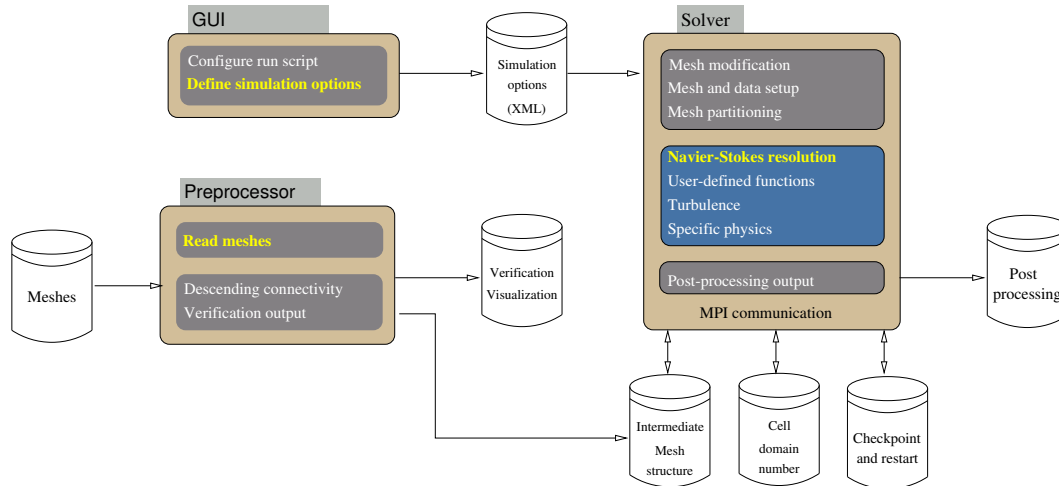 GUI
Configure run script
Define simulation options
Simulation
options
(XML)
Solver
Mesh modification
Mesh and data setup
Mesh partitioning
Navier-Stokes resolution
User-defined functions
Turbulence
Specific physics
Post-processing output
MPI communication
Preprocessor
Read meshes
Descending connectivity
Verification output
Meshes
Verification
Visualization
Post
processing
Intermediate
Mesh
structure
Cell
domain
number
Checkpoint
and restart